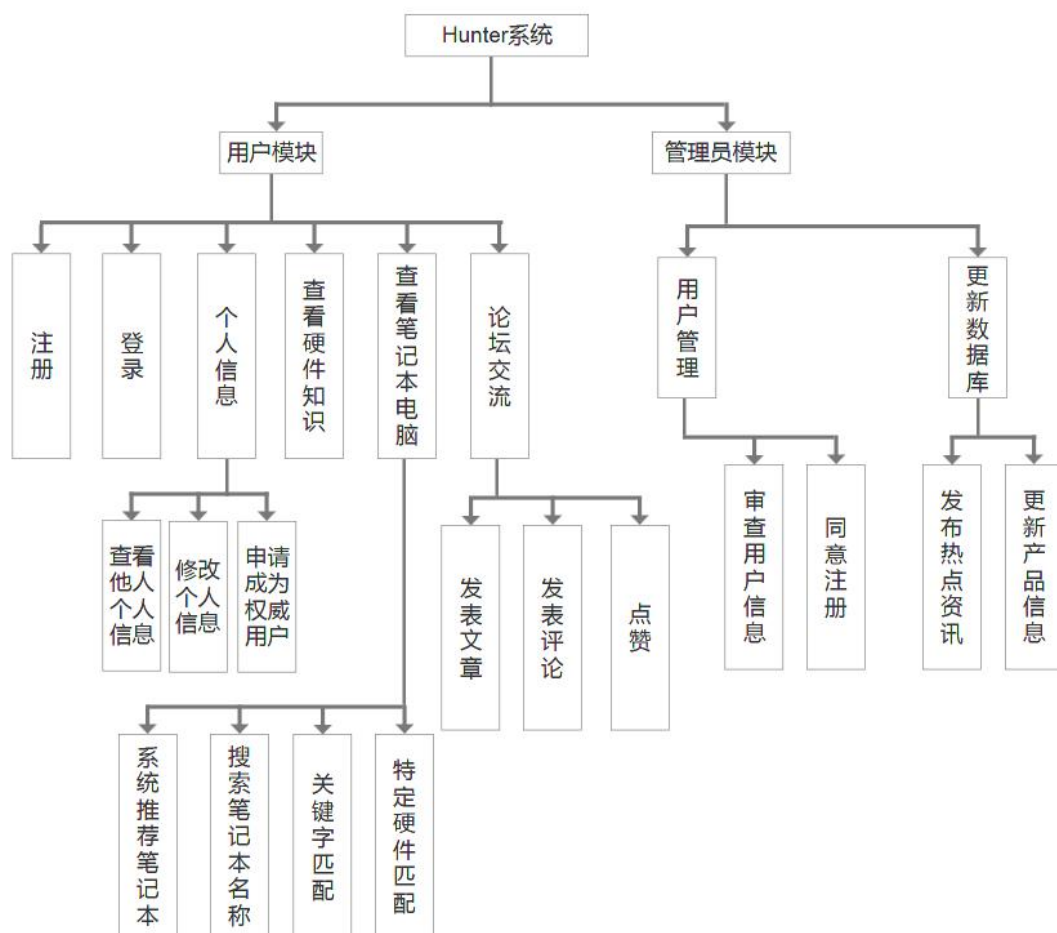 Hunter系统
用户模块
管理员模块
注册
登录
个人信息
查看硬件知识
查看笔记本电脑
论坛交流
用户管理
更新数据库
查看
他人
个人
信息
修改
个人
信息
申请
成为
权威
用户
发表文章
发表评论
点赞
审查用户信息
同意注册
发布热点资讯
更新产品信息
系统推荐笔记本
搜索笔记本名称
关键字匹配
特定硬件匹配